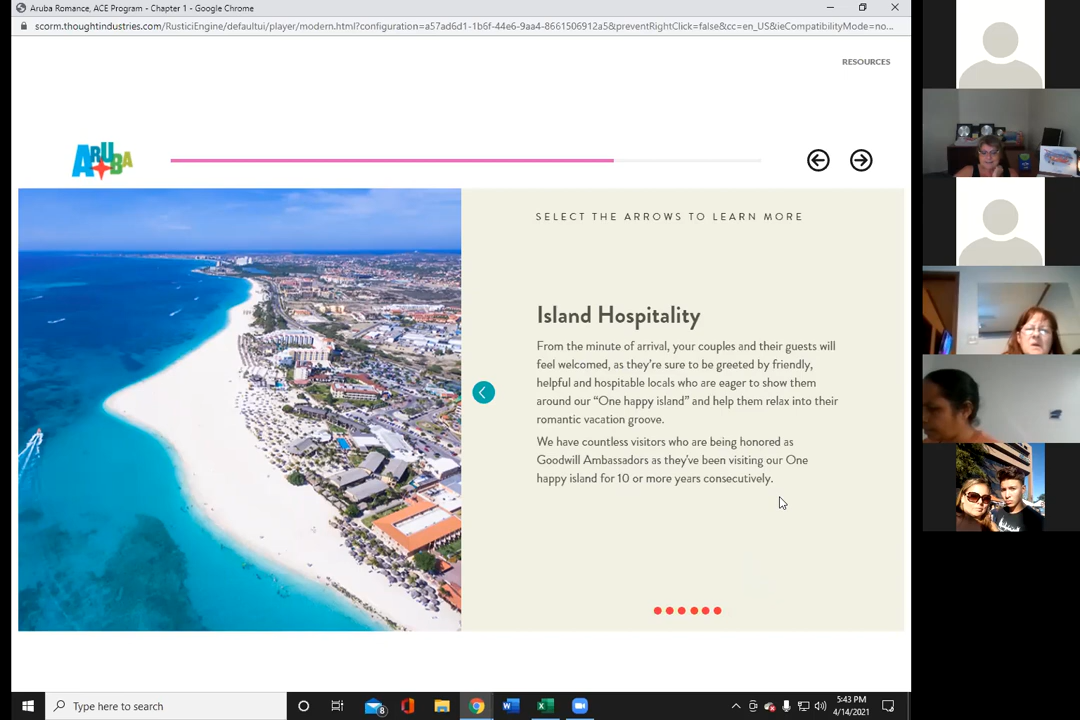 Aruba Romance, ACE Program - Chapter 1 - Google Chrome
scorm.thoughtindustries.com/RusticiEngine/defaultui/player/modern.html?configuration=a57ad6d1-1b6f-44e6-9aa4-8661506912a5&preventRightClick=false&cc=en_US&ieCompatibilityMode=no...
RESOURCES
ARUBA
SELECT THE ARROWS TO LEARN MORE
Island Hospitality
From the minute of arrival, your couples and their guests will
feel welcomed, as they're sure to be greeted by friendly,
helpful and hospitable locals who are eager to show them
around our “One happy island” and help them relax into their
romantic vacation groove.
We have countless visitors who are being honored as
Goodwill Ambassadors as they've been visiting our One
happy island for 10 or more years consecutively.
Type here to search
8
5:43 PM
4/14/2021